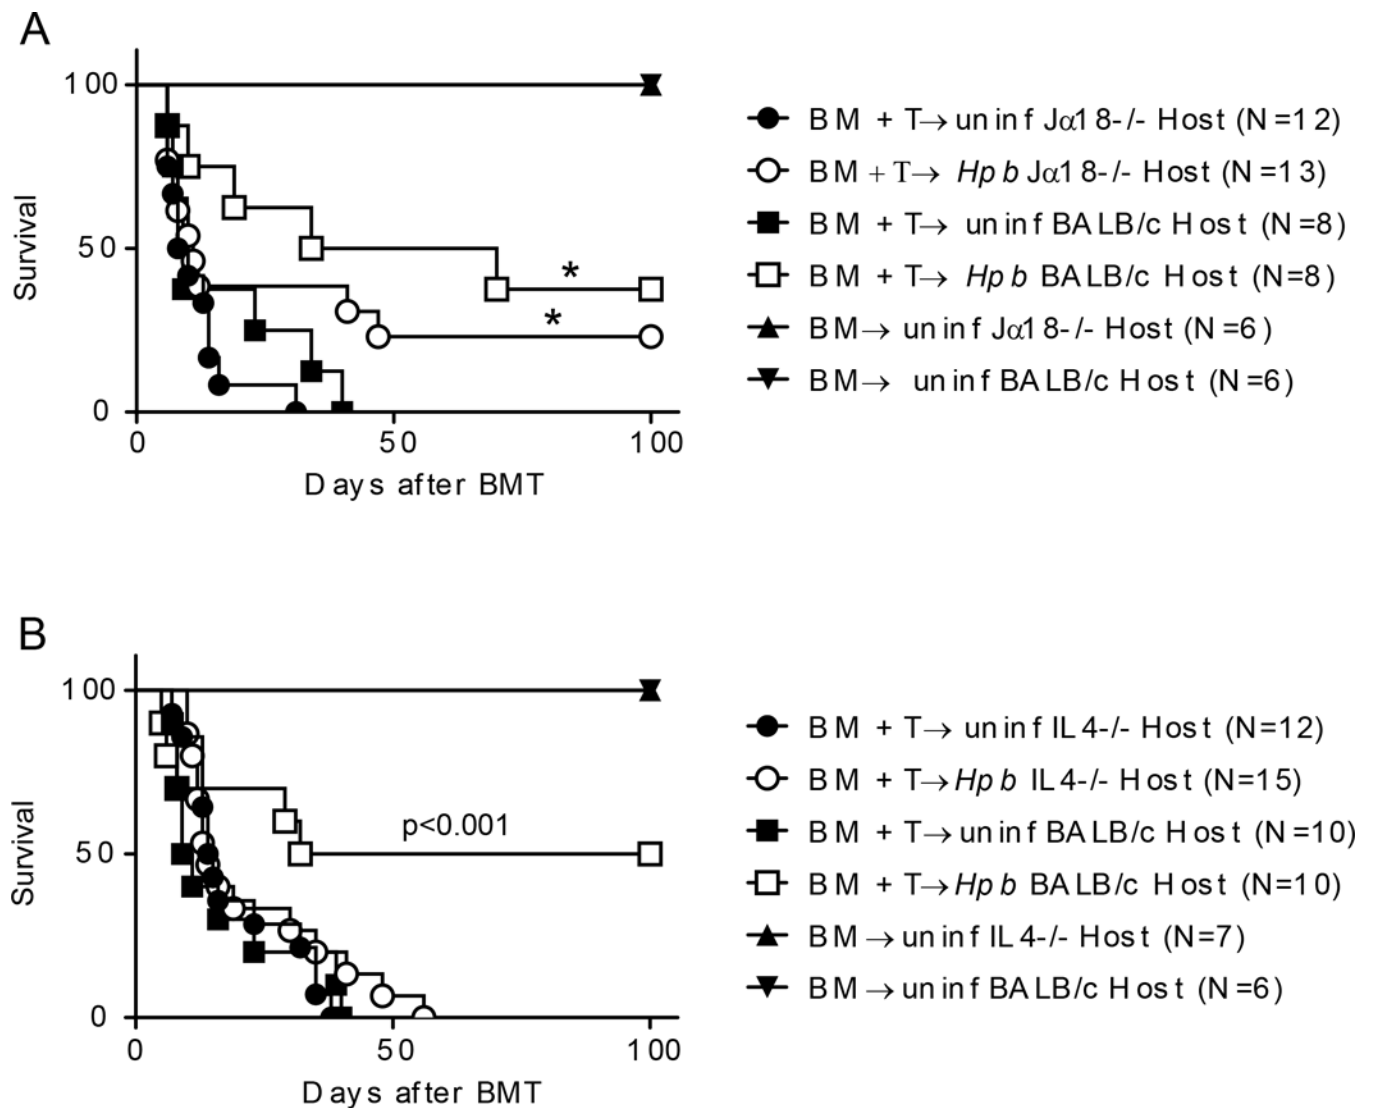 A
100
50
0
0 50 100
Survival
Days after BMT
* 
*
BM + T→ uninf Jα18-/- Host (N=12)
BM + T→ Hpb Jα18-/- Host (N=13)
BM + T→ uninf BALB/c Host (N=8)
BM + T→ Hpb BALB/c Host (N=8)
BM→ uninf Jα18-/- Host (N=6)
BM→ uninf BALB/c Host (N=6)
B
100
50
0
0 50 100
Survival
Days after BMT
p<0.001
BM + T→ uninf IL4-/- Host (N=12)
BM + T→Hpb IL4-/- Host (N=15)
BM + T→uninf BALB/c Host (N=10)
BM + T→Hpb BALB/c Host (N=10)
BM→uninf IL4-/- Host (N=7)
BM→uninf BALB/c Host (N=6)